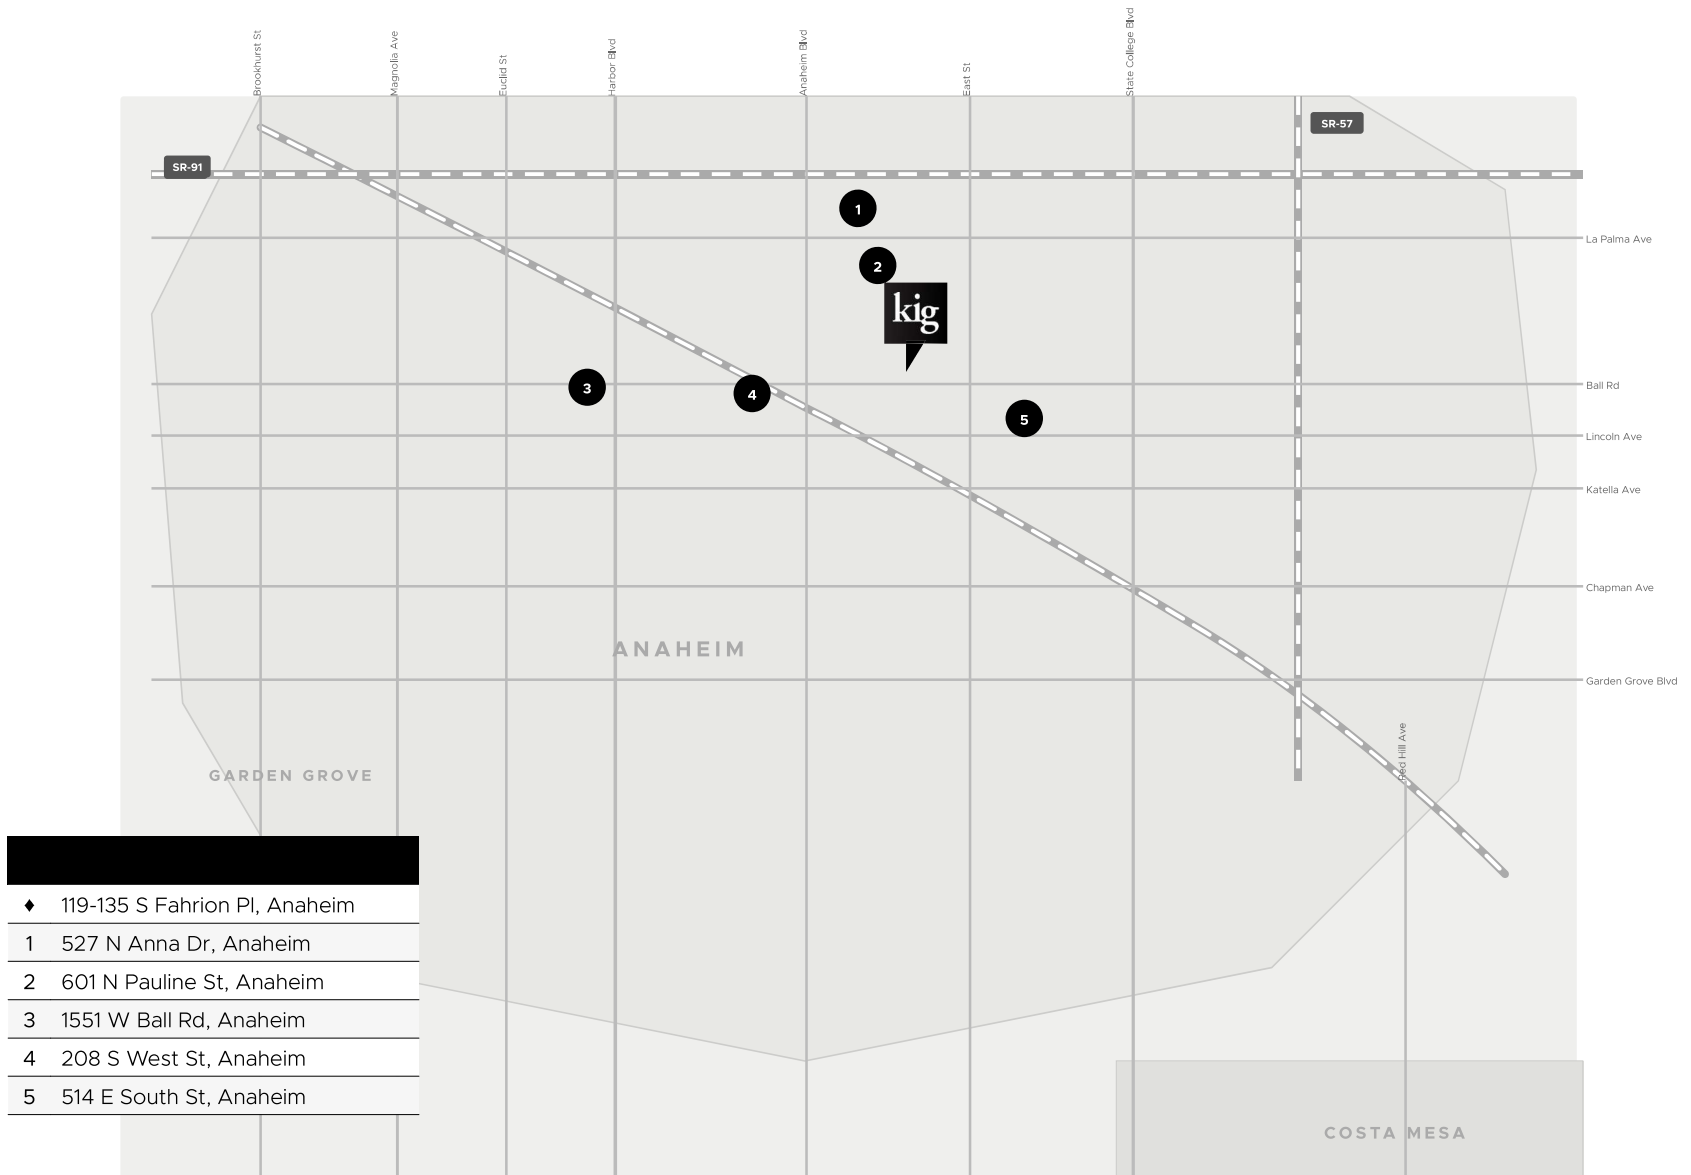 Brookhurst St
Magnolia Ave
Euclid St
Harbor Blvd
Anaheim Blvd
East St
State College Blvd
SR-57
SR-91
1
La Palma Ave
2
kig
Ball Rd
3
4
5
Lincoln Ave
Katella Ave
Chapman Ave
ANAHEIM
Garden Grove Blvd
Red Hill Ave
GARDEN GROVE
♦ 119-135 S Fahrion Pl, Anaheim
1 527 N Anna Dr, Anaheim
2 601 N Pauline St, Anaheim
3 1551 W Ball Rd, Anaheim
4 208 S West St, Anaheim
5 514 E South St, Anaheim
COSTA MESA